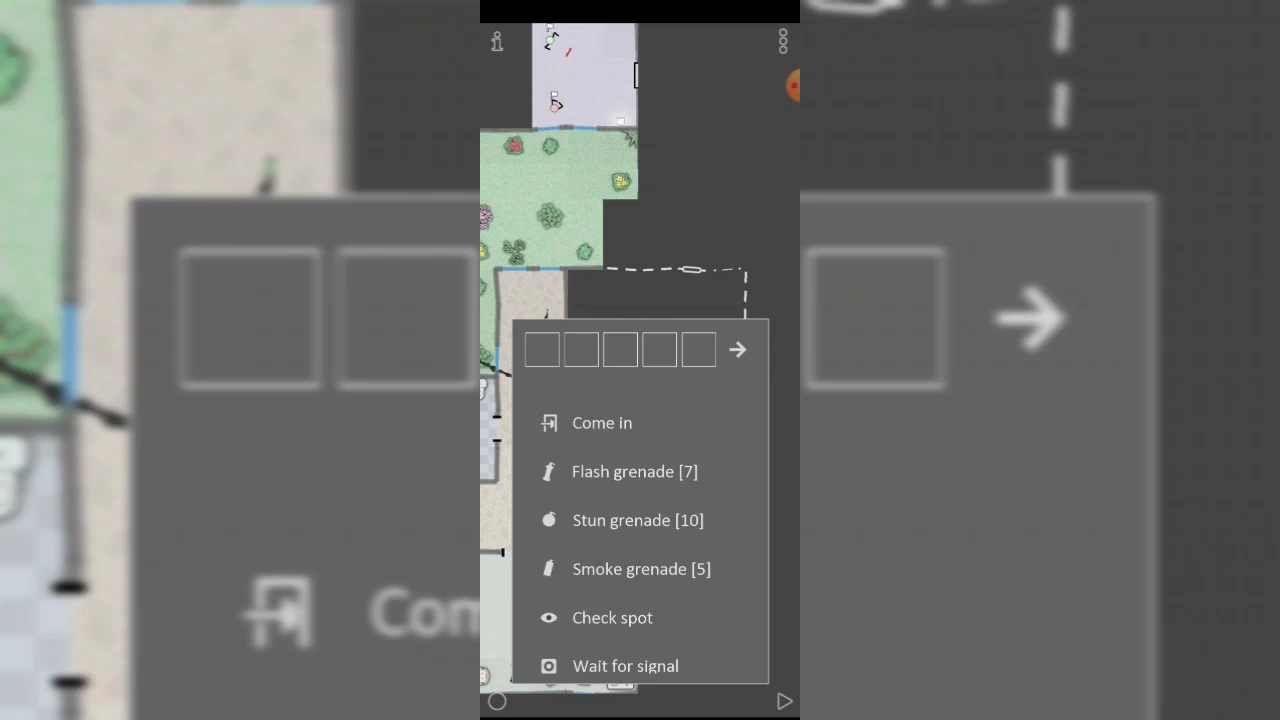 Come in
Flash grenade [7]
Stun grenade [10]
Smoke grenade [5]
Check spot
Wait for signal